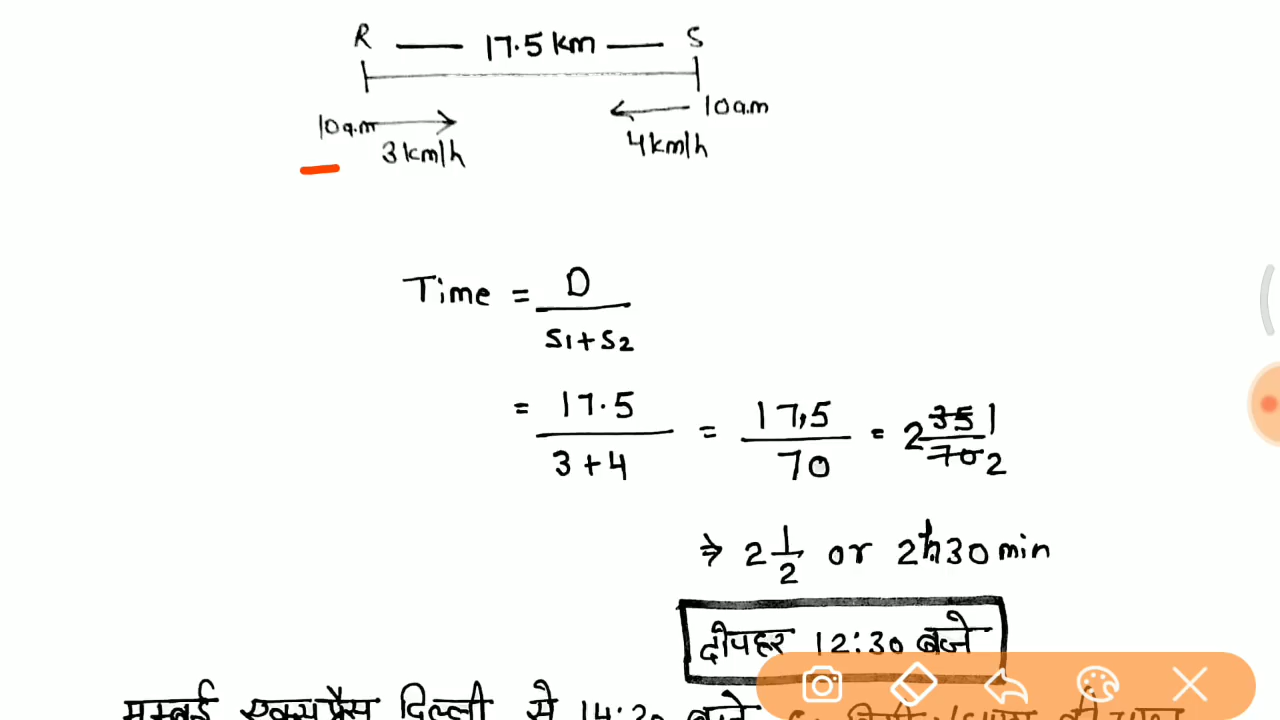 R — 17.5 km — S
10 a.m 10 a.m
3 km/h 4 km/h
Time = D / S1+S2
= 17.5 / 3+4 = 17,5 / 70 = 2 35/70 1/2
⇒ 2 1/2 or 2h30 min
दोपहर 12:30 बजे
मुम्बई एक्सप्रैस दिल्ली से 14:30 बजे